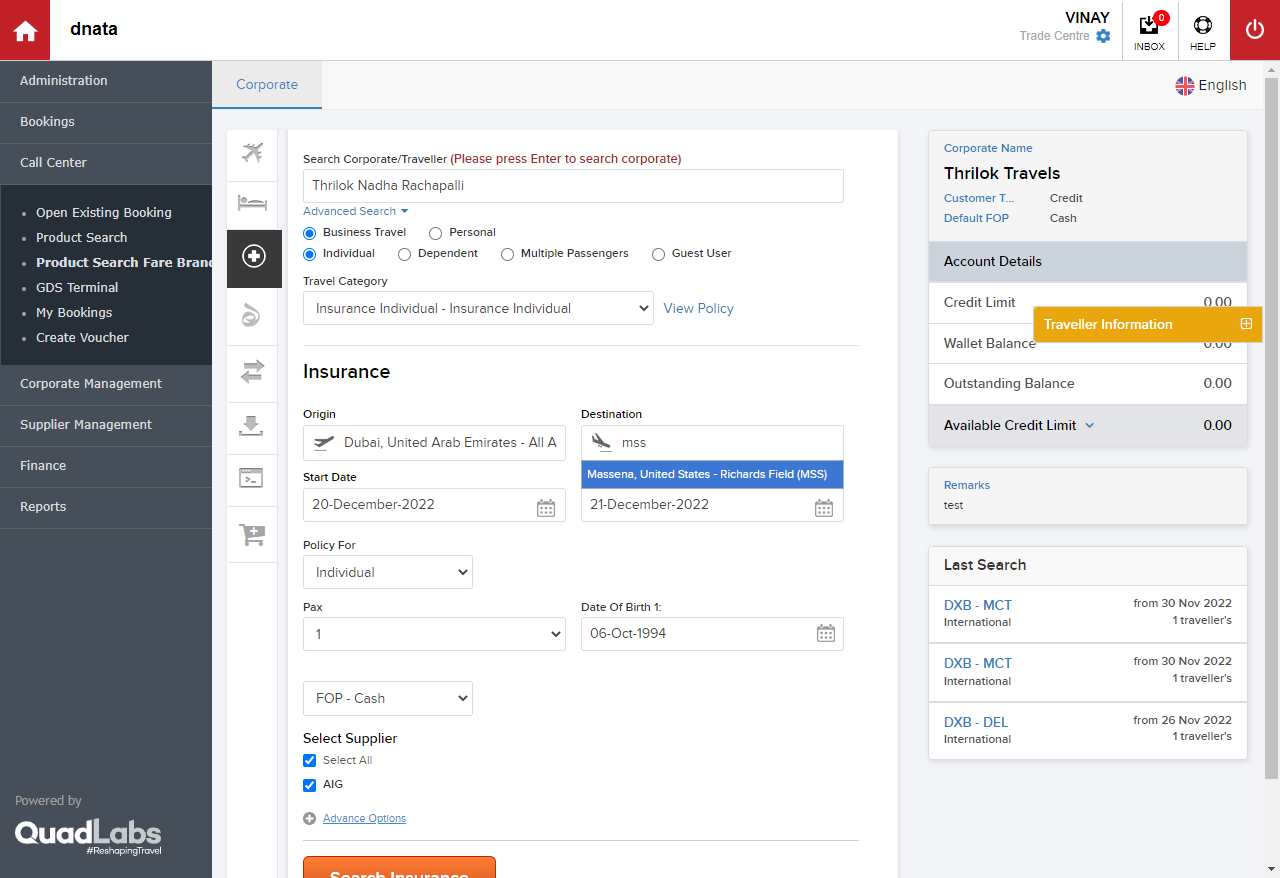 dnata
VINAY
Trade Centre
0
INBOX
HELP
Administration
Bookings
Call Center
Open Existing Booking
Product Search
Product Search Fare Brand
GDS Terminal
My Bookings
Create Voucher
Corporate Management
Supplier Management
Finance
Reports
Powered by
QuadLabs
#ReshapingTravel
Corporate
English
Search Corporate/Traveller (Please press Enter to search corporate)
Thrilok Nadha Rachapalli
Advanced Search
Business Travel Personal
Individual Dependent Multiple Passengers Guest User
Travel Category
Insurance Individual - Insurance Individual View Policy
Insurance
Origin Destination
Dubai, United Arab Emirates - All A mss
Massena, United States - Richards Field (MSS)
Start Date
20-December-2022 21-December-2022
Policy For
Individual
Pax Date Of Birth 1:
1 06-Oct-1994
FOP - Cash
Select Supplier
Select All
AIG
Advance Options
Search Insurance
Corporate Name
Thrilok Travels
Customer T... Credit
Default FOP Cash
Account Details
Credit Limit 0.00
Traveller Information
Wallet Balance 0.00
Outstanding Balance 0.00
Available Credit Limit 0.00
Remarks
test
Last Search
DXB - MCT from 30 Nov 2022
International 1 traveller's
DXB - MCT from 30 Nov 2022
International 1 traveller's
DXB - DEL from 26 Nov 2022
International 1 traveller's